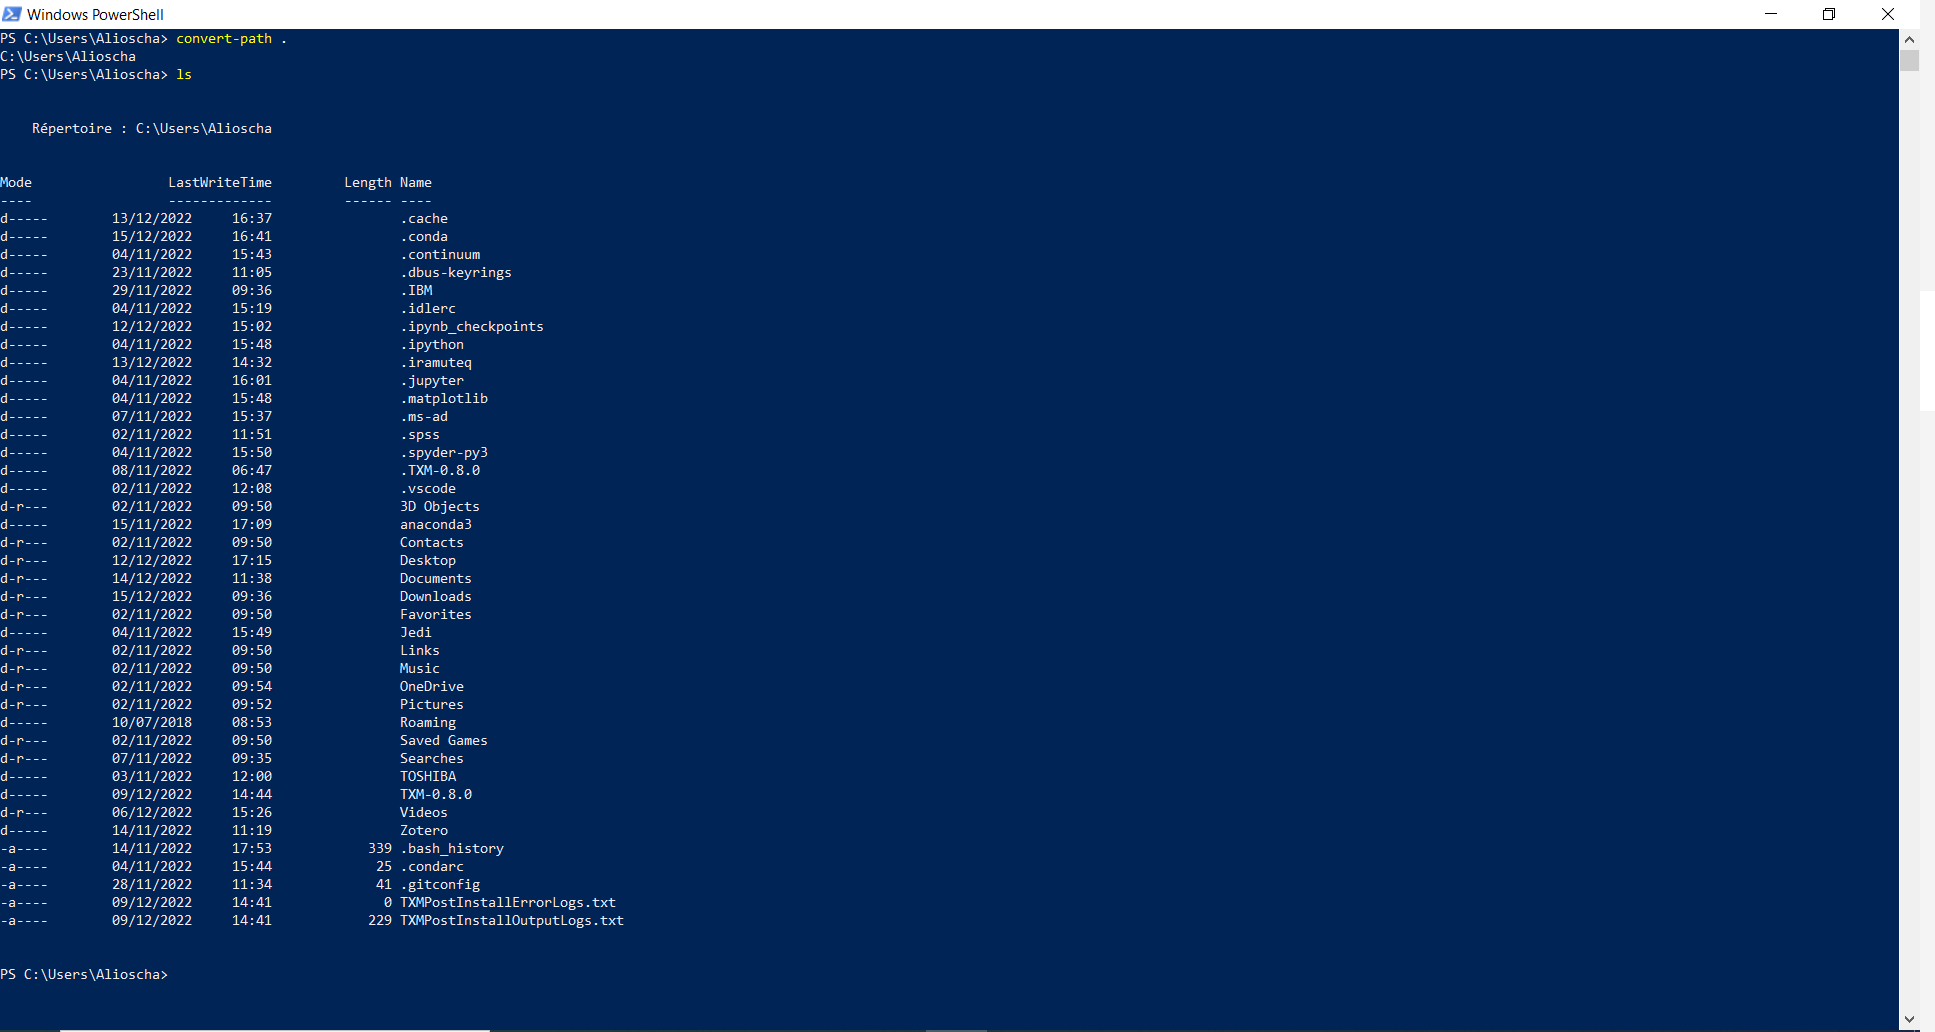 Windows PowerShell
PS C:\Users\Alioscha> convert-path .
C:\Users\Alioscha
PS C:\Users\Alioscha> ls
Répertoire : C:\Users\Alioscha
Mode LastWriteTime Length Name
---- ------------- ------ ----
d----- 13/12/2022 16:37 .cache
d----- 15/12/2022 16:41 .conda
d----- 04/11/2022 15:43 .continuum
d----- 23/11/2022 11:05 .dbus-keyrings
d----- 29/11/2022 09:36 .IBM
d----- 04/11/2022 15:19 .idlerc
d----- 12/12/2022 15:02 .ipynb_checkpoints
d----- 04/11/2022 15:48 .ipython
d----- 13/12/2022 14:32 .iramuteq
d----- 04/11/2022 16:01 .jupyter
d----- 04/11/2022 15:48 .matplotlib
d----- 07/11/2022 15:37 .ms-ad
d----- 02/11/2022 11:51 .spss
d----- 04/11/2022 15:50 .spyder-py3
d----- 08/11/2022 06:47 .TXM-0.8.0
d----- 02/11/2022 12:08 .vscode
d-r--- 02/11/2022 09:50 3D Objects
d----- 15/11/2022 17:09 anaconda3
d-r--- 02/11/2022 09:50 Contacts
d-r--- 12/12/2022 17:15 Desktop
d-r--- 14/12/2022 11:38 Documents
d-r--- 15/12/2022 09:36 Downloads
d-r--- 02/11/2022 09:50 Favorites
d----- 04/11/2022 15:49 Jedi
d-r--- 02/11/2022 09:50 Links
d-r--- 02/11/2022 09:50 Music
d-r--- 02/11/2022 09:54 OneDrive
d-r--- 02/11/2022 09:52 Pictures
d----- 10/07/2018 08:53 Roaming
d-r--- 02/11/2022 09:50 Saved Games
d-r--- 07/11/2022 09:35 Searches
d----- 03/11/2022 12:00 TOSHIBA
d----- 09/12/2022 14:44 TXM-0.8.0
d-r--- 06/12/2022 15:26 Videos
d----- 14/11/2022 11:19 Zotero
-a---- 14/11/2022 17:53 339 .bash_history
-a---- 04/11/2022 15:44 25 .condarc
-a---- 28/11/2022 11:34 41 .gitconfig
-a---- 09/12/2022 14:41 0 TXMPostInstallErrorLogs.txt
-a---- 09/12/2022 14:41 229 TXMPostInstallOutputLogs.txt
PS C:\Users\Alioscha>